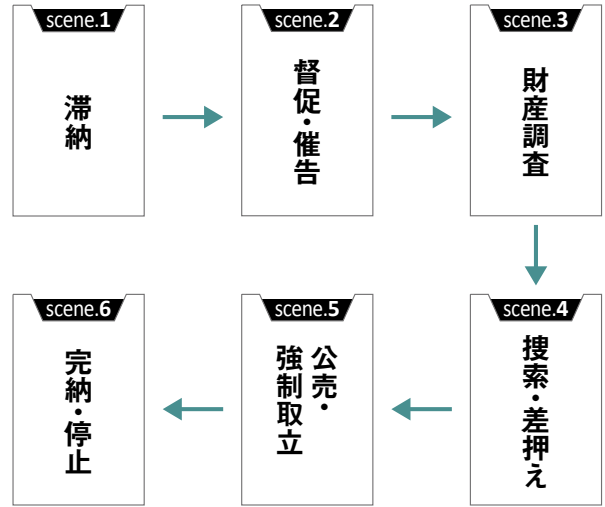 scene.1
滞納
scene.2
督促・催告
scene.3
財産調査
scene.4
捜索・差押え
scene.5
公売・
強制取立
scene.6
完納・停止